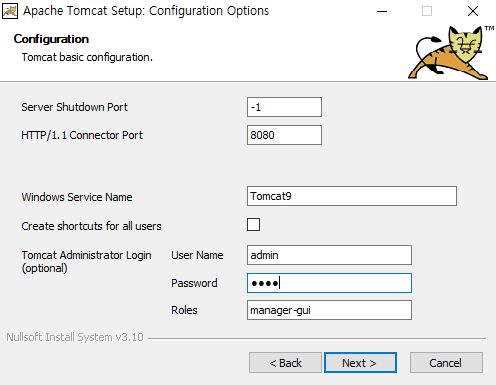 Apache Tomcat Setup: Configuration Options
Configuration
Tomcat basic configuration.
TM
Server Shutdown Port -1
HTTP/1.1 Connector Port 8080
Windows Service Name Tomcat9
Create shortcuts for all users
Tomcat Administrator Login User Name admin
(optional)
Password ●●●●
Roles manager-gui
Nullsoft Install System v3.10
< Back Next > Cancel